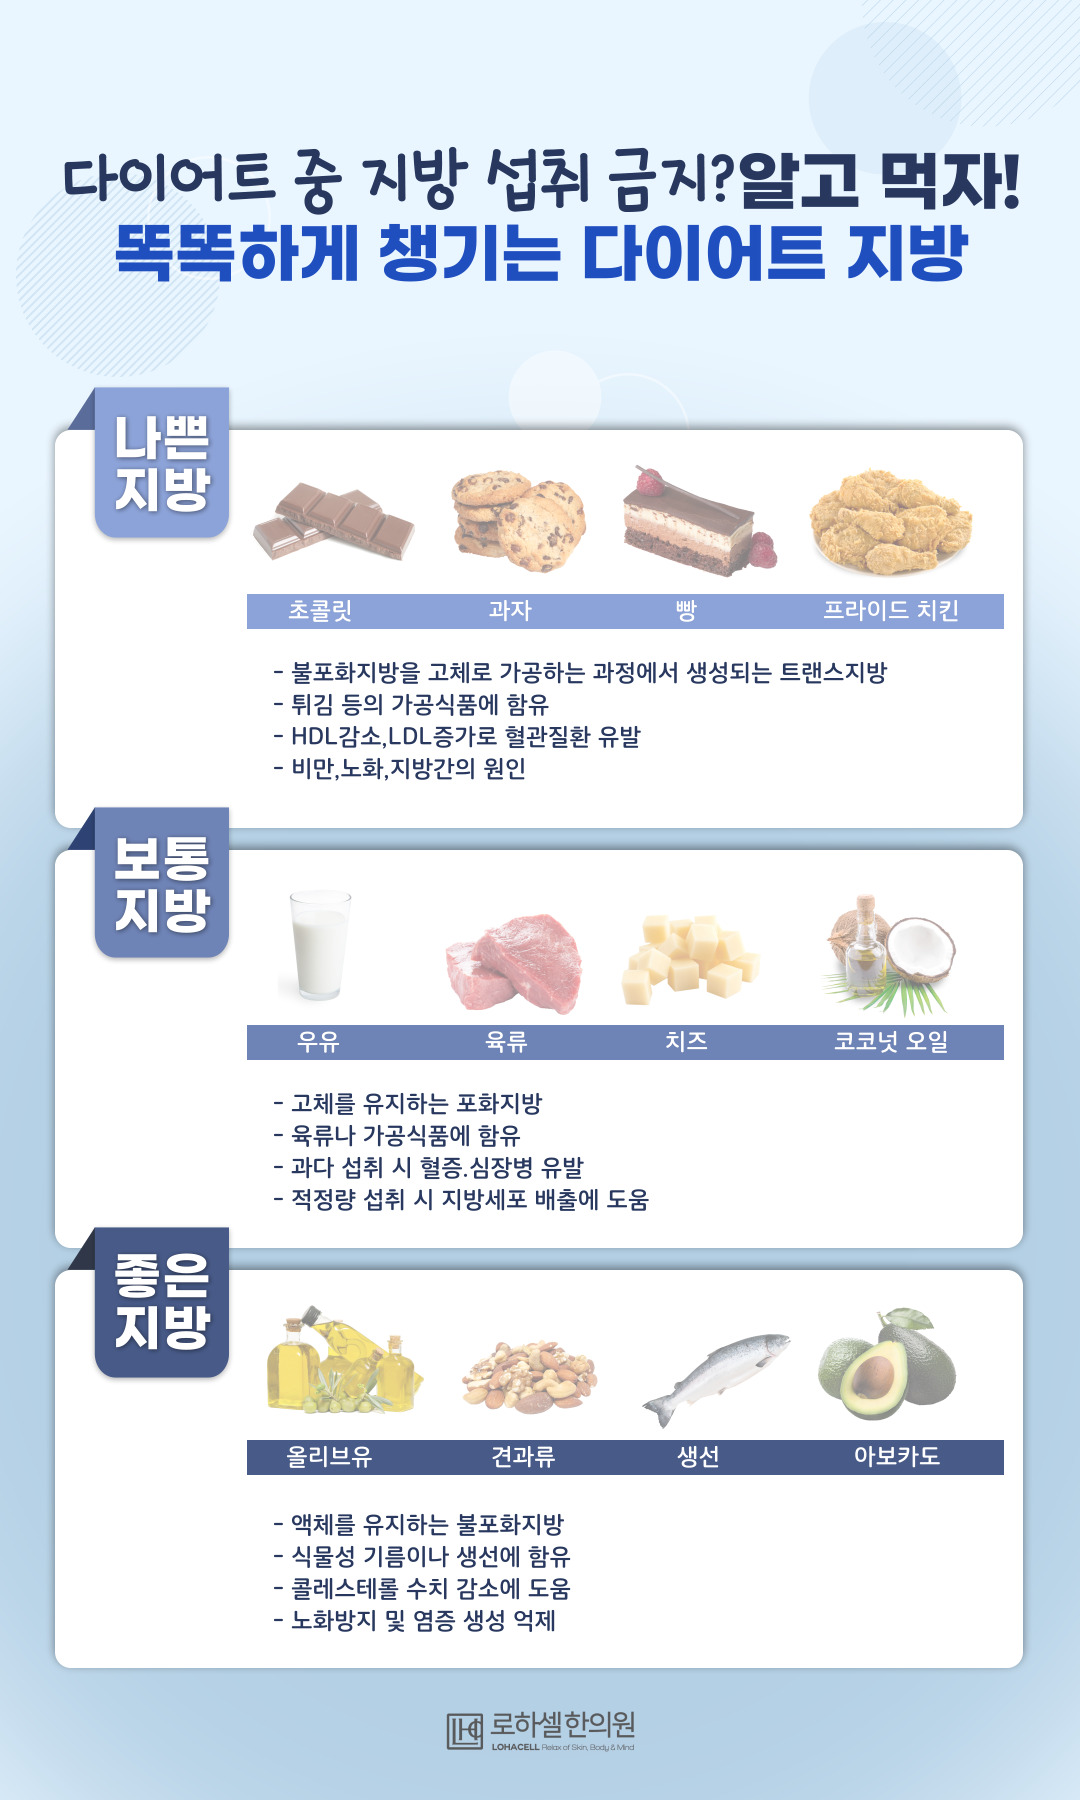 다이어트 중 지방 섭취 금지?알고 먹자!
똑똑하게 챙기는 다이어트 지방
나쁜
지방
초콜릿 과자 빵 프라이드 치킨
- 불포화지방을 고체로 가공하는 과정에서 생성되는 트랜스지방
- 튀김 등의 가공식품에 함유
- HDL감소,LDL증가로 혈관질환 유발
- 비만,노화,지방간의 원인
보통
지방
우유 육류 치즈 코코넛 오일
- 고체를 유지하는 포화지방
- 육류나 가공식품에 함유
- 과다 섭취 시 혈증.심장병 유발
- 적정량 섭취 시 지방세포 배출에 도움
좋은
지방
올리브유 견과류 생선 아보카도
- 액체를 유지하는 불포화지방
- 식물성 기름이나 생선에 함유
- 콜레스테롤 수치 감소에 도움
- 노화방지 및 염증 생성 억제
로하셀한의원
LOHACELL Relax of Skin, Body & Mind